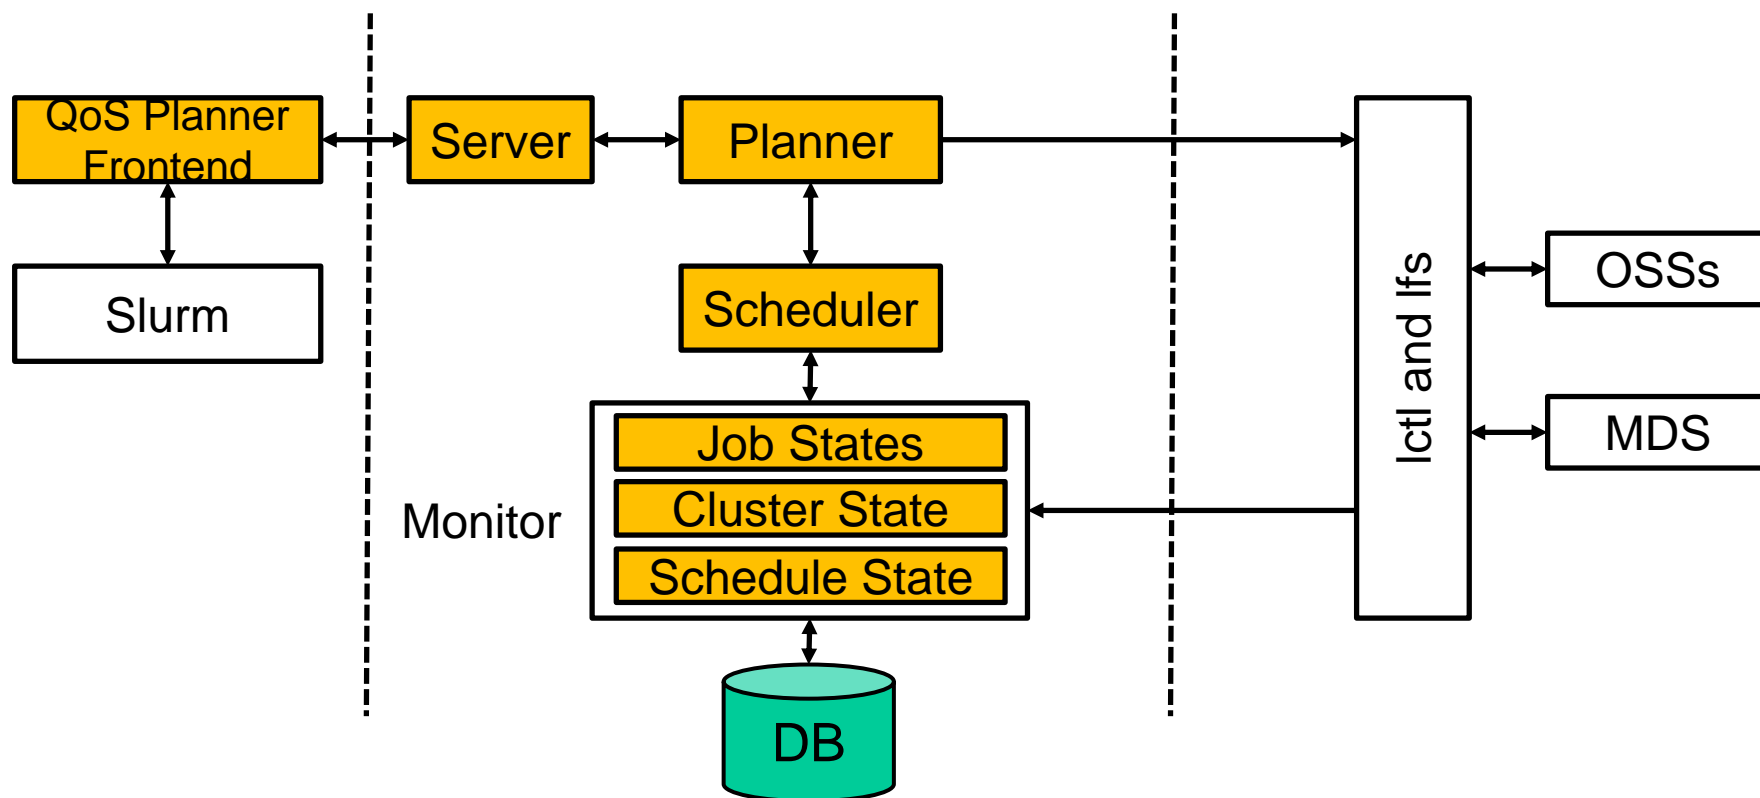 QoS Planner
Frontend
Server
Planner
Slurm
Scheduler
Monitor
Job States
Cluster State
Schedule State
DB
lctl and lfs
OSSs
MDS